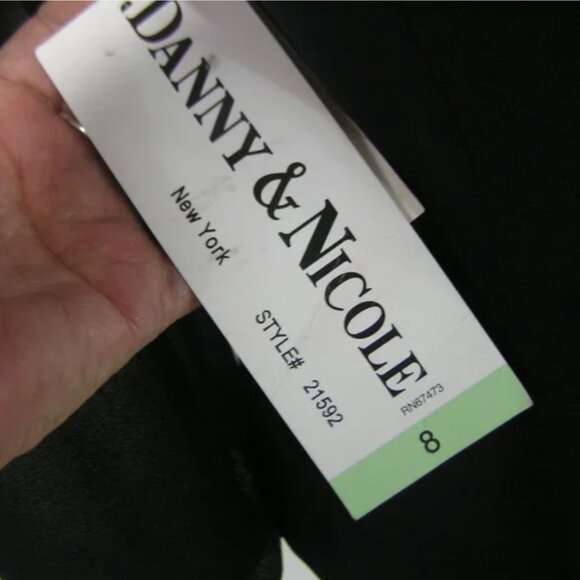 DANNY & NICOLE
New York
STYLE# 21592
RN67473
8